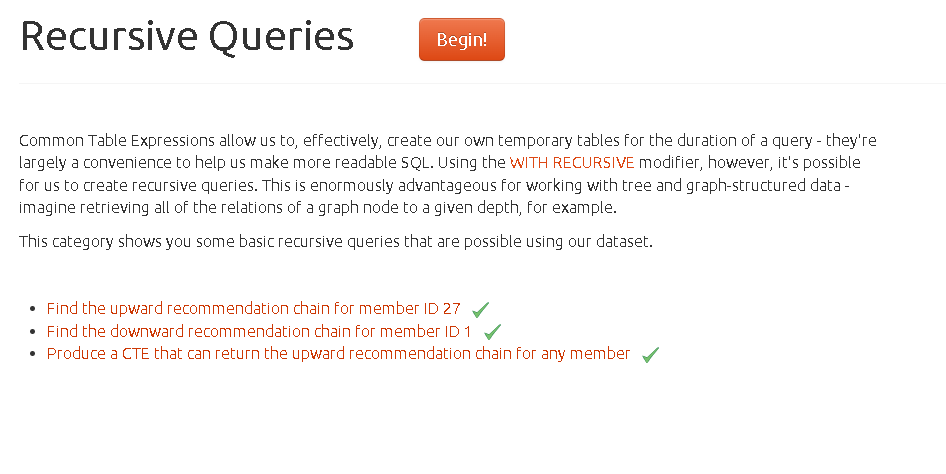 Recursive Queries
Begin!
Common Table Expressions allow us to, effectively, create our own temporary tables for the duration of a query - they're
largely a convenience to help us make more readable SQL. Using the WITH RECURSIVE modifier, however, it's possible
for us to create recursive queries. This is enormously advantageous for working with tree and graph-structured data -
imagine retrieving all of the relations of a graph node to a given depth, for example.
This category shows you some basic recursive queries that are possible using our dataset.
Find the upward recommendation chain for member ID 27
Find the downward recommendation chain for member ID 1
Produce a CTE that can return the upward recommendation chain for any member